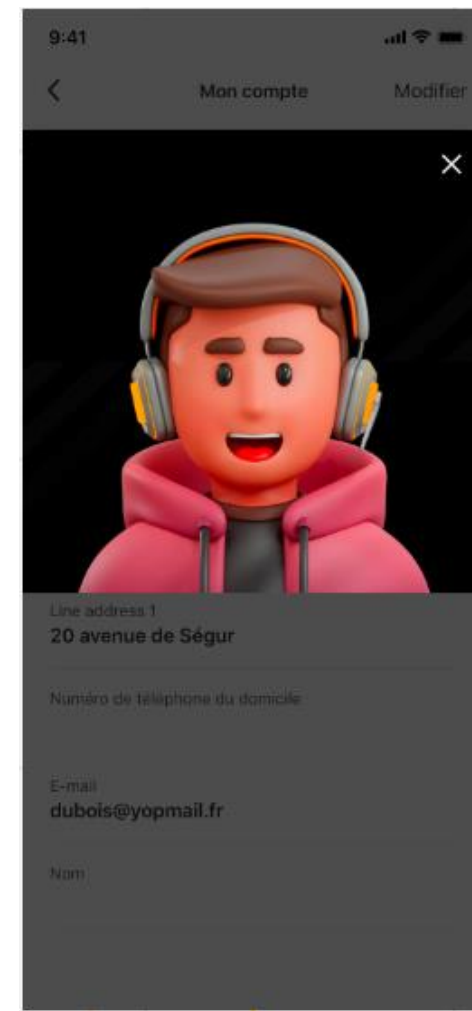 9:41
Mon compte
Modifier
Line address 1
20 avenue de Ségur
Numéro de téléphone du domicile
E-mail
dubois@yopmail.fr
Nom